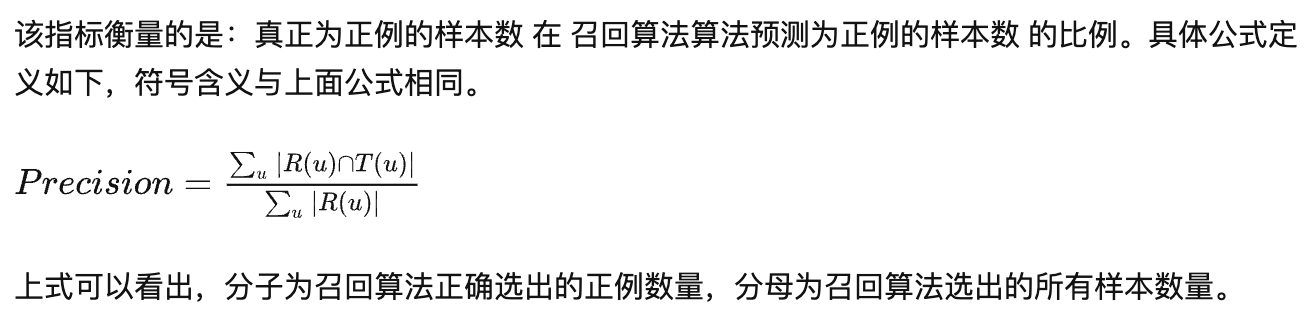 该指标衡量的是：真正为正例的样本数 在 召回算法算法预测为正例的样本数 的比例。具体公式定
义如下，符号含义与上面公式相同。
Precision = \frac{\sum_u |R(u) \cap T(u)|}{\sum_u |R(u)|}
上式可以看出，分子为召回算法正确选出的正例数量，分母为召回算法选出的所有样本数量。